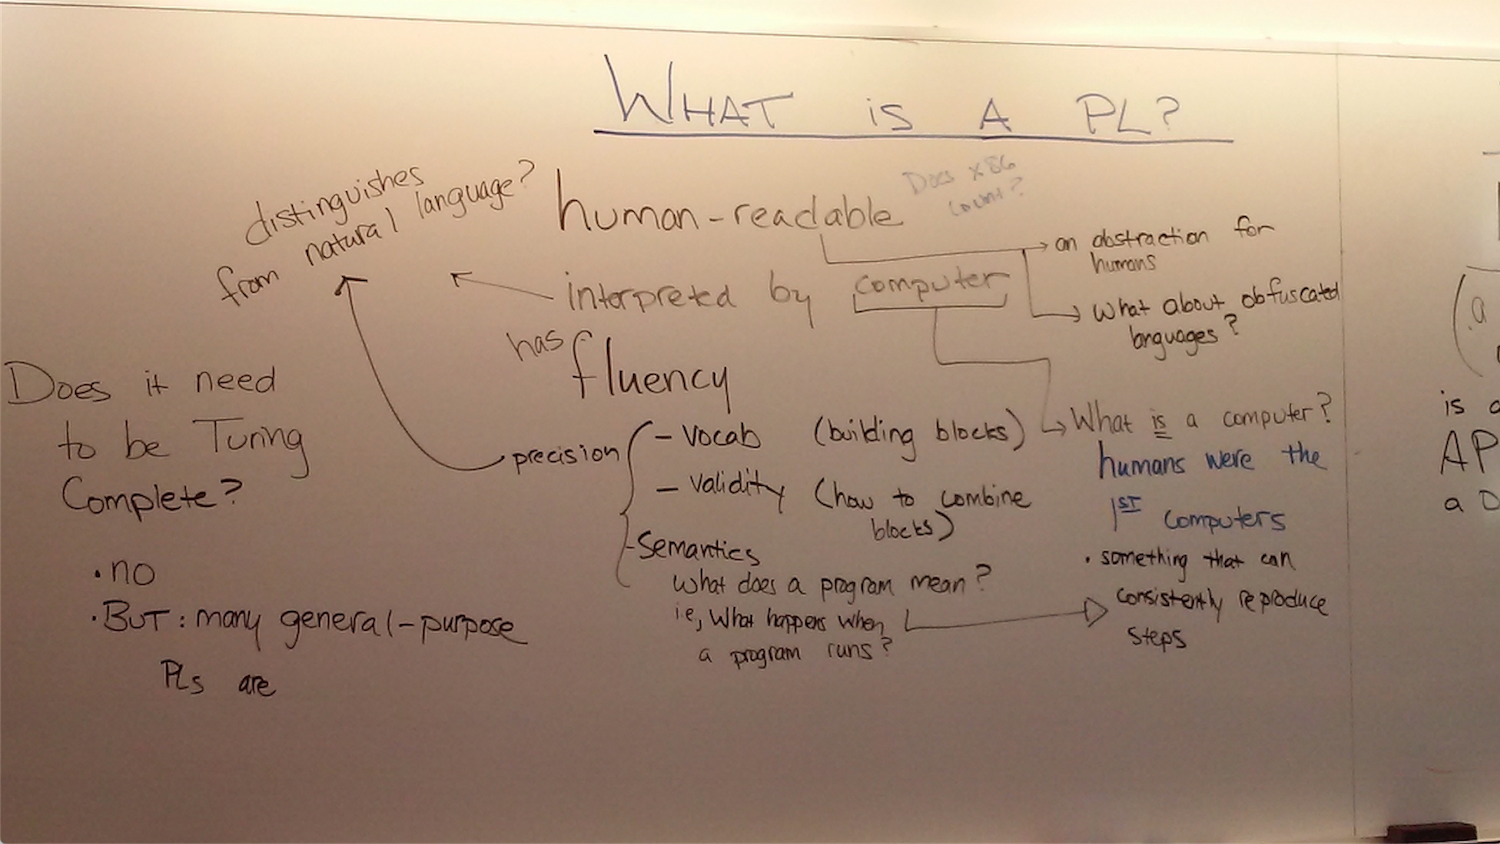 WHAT is A PL?
distinguishes
from natural language?
human-readable
Does x86
count?
an abstraction for
humans
interpreted by computer
what about obfuscated
languages?
has fluency
Does it need
to be Turing
Complete?
• no
• BUT: many general-purpose
PLs are
precision
- vocab (building blocks)
- validity (how to combine
blocks)
- Semantics
what does a program mean?
i.e., what happens when
a program runs?
What is a computer?
humans were the
1ST computers
• something that can
consistently reproduce
steps
(a
is a
AP
a D